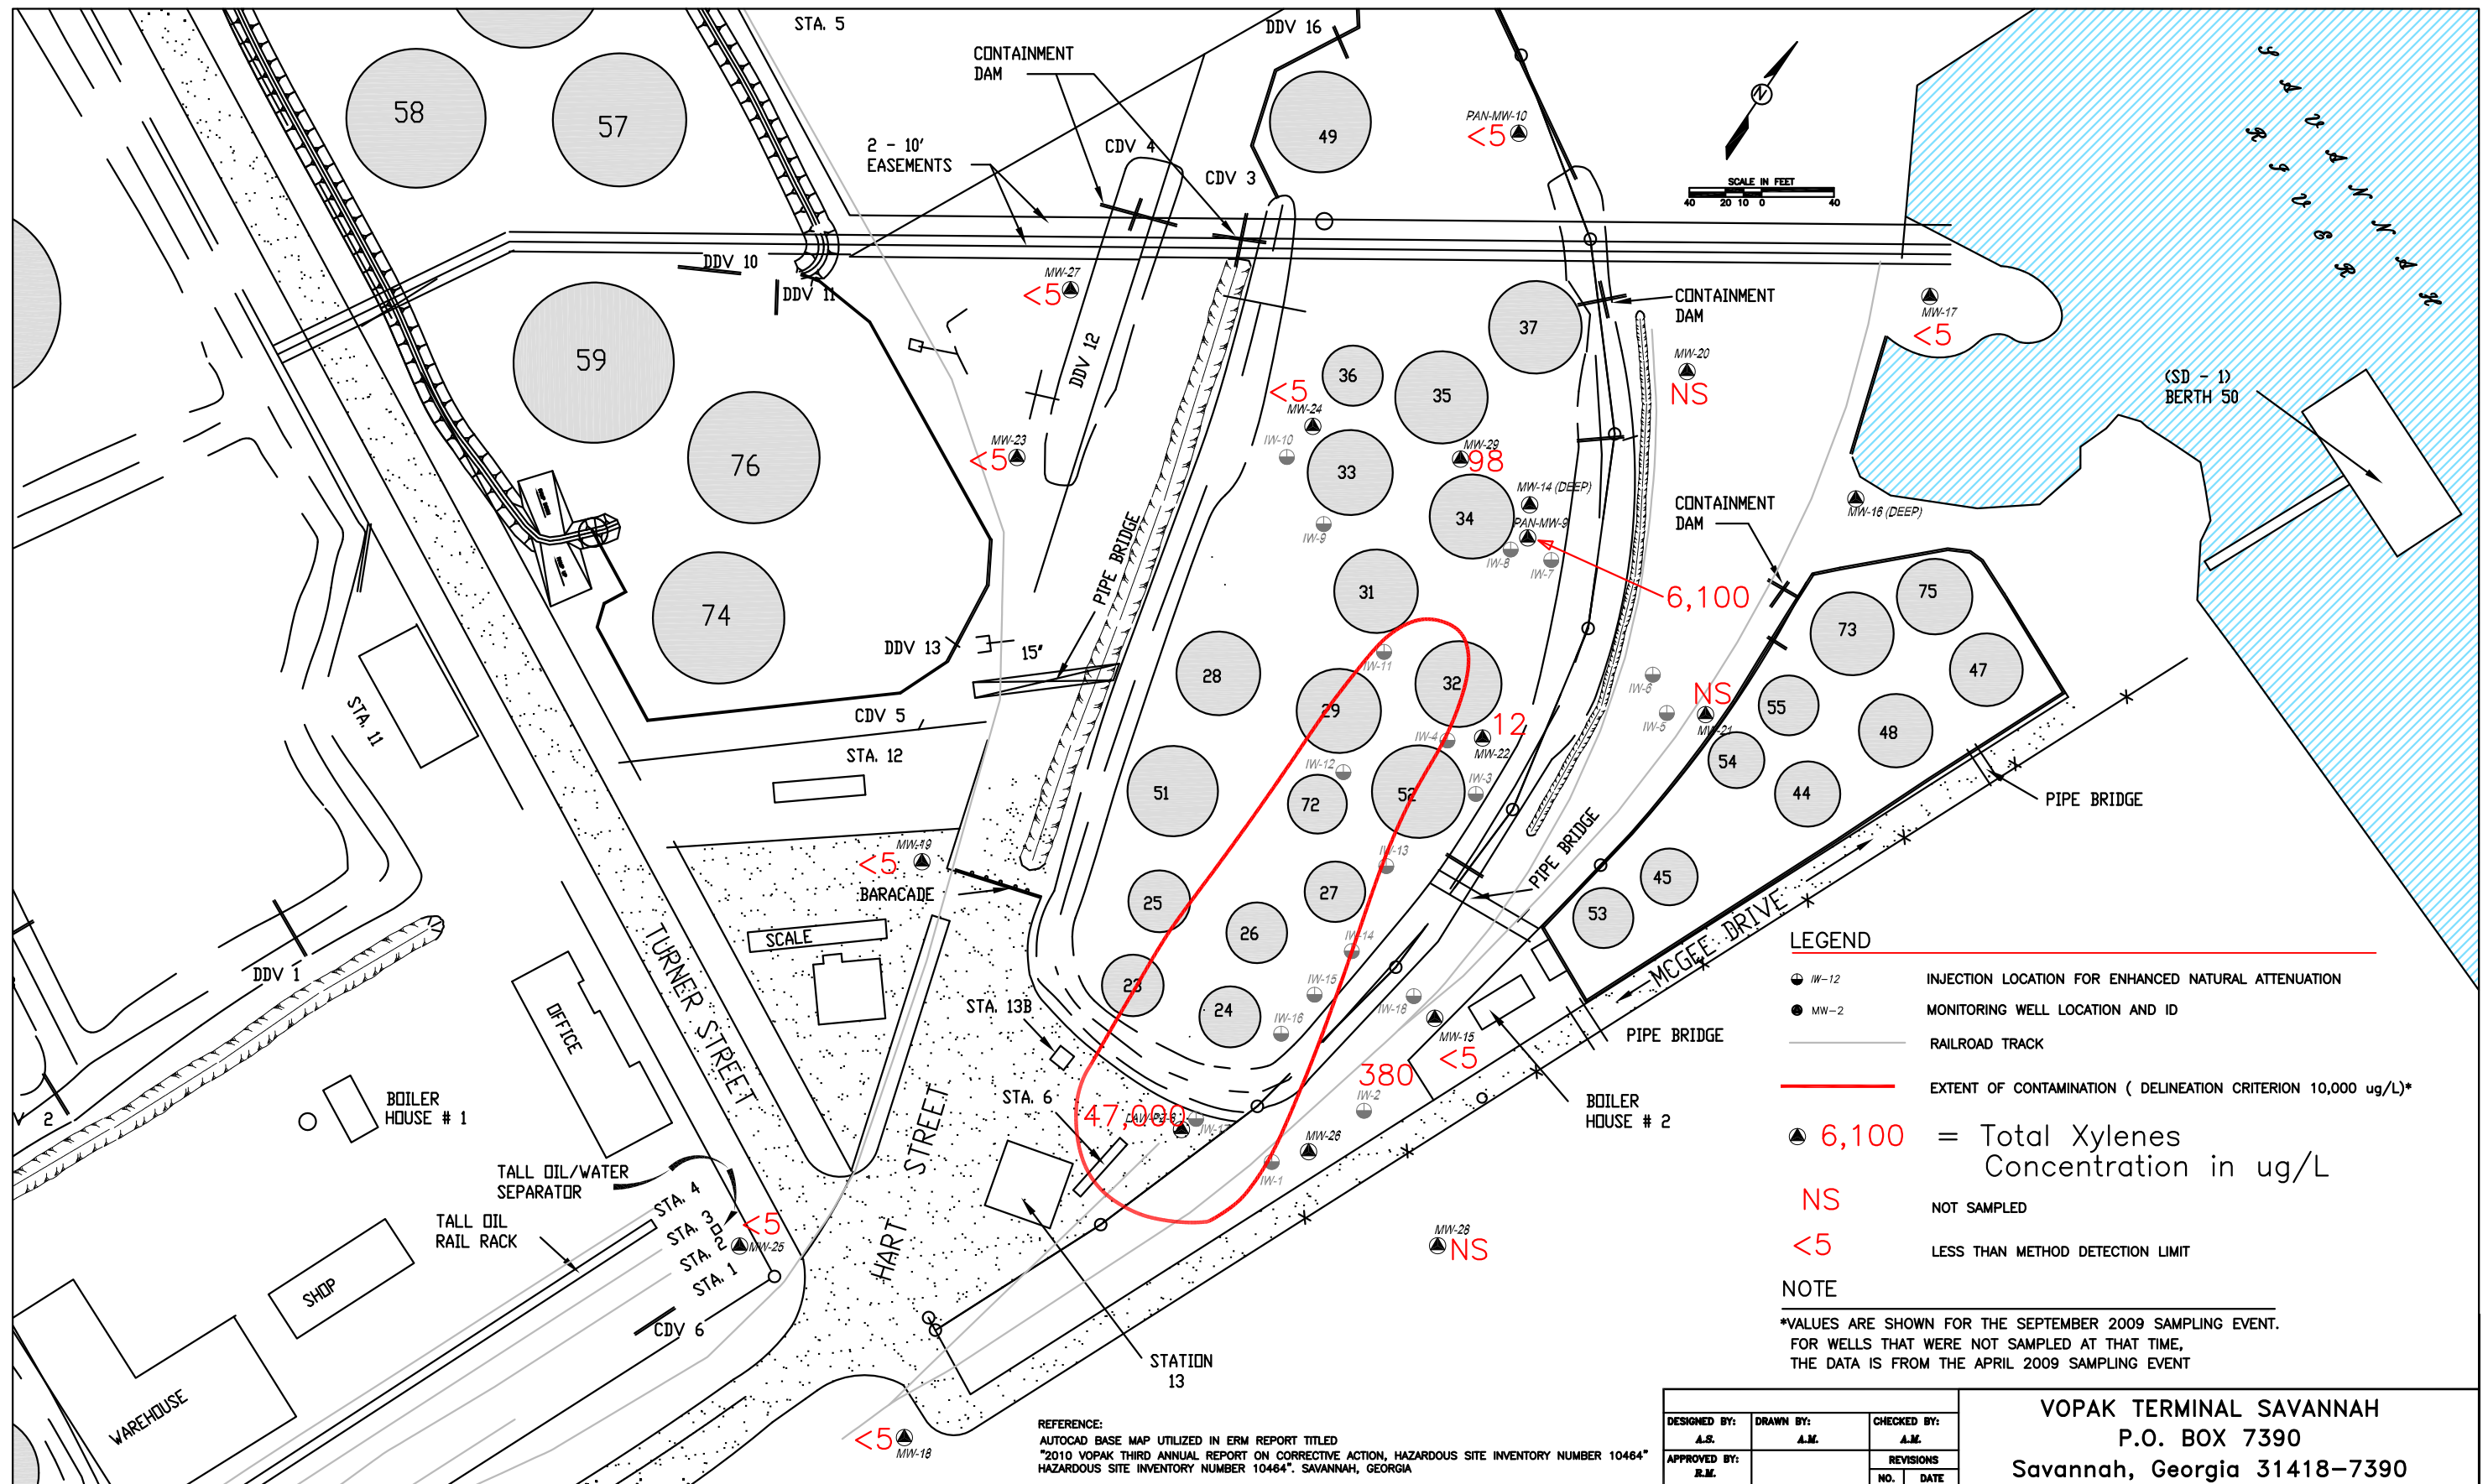 STA. 5
DDV 16
CONTAINMENT
DAM
58
57
49
PAN-MW-10
<5
N
SCALE IN FEET
40 20 10 0 40
SAVANNAH
RIVER
2 - 10'
EASEMENTS
CDV 4
CDV 3
DDV 10
DDV 11
MW-27
<5
DDV 12
CONTAINMENT
DAM
MW-17
<5
MW-20
NS
(SD - 1)
BERTH 50
59
76
74
37
36
35
<5
MW-24
IW-10
33
MW-23
<5
MW-29
98
34
MW-14 (DEEP)
PAN-MW-9
IW-9
IW-8
IW-7
CONTAINMENT
DAM
MW-16 (DEEP)
6,100
PIPE BRIDGE
31
DDV 13
15"
28
IW-11
32
29
IW-6
NS
IW-5
MW-21
73
75
47
55
48
54
44
STA. 11
CDV 5
STA. 12
51
IW-4
12
MW-22
IW-12
72
52
IW-3
PIPE BRIDGE
PIPE BRIDGE
MW-19
<5
BARACADE
IW-13
25
27
45
53
SCALE
26
IW-14
MCGEE DRIVE
DDV 1
OFFICE
TURNER STREET
23
24
IW-15
IW-16
IW-18
STA. 13B
MW-15
<5
PIPE BRIDGE
380
IW-2
BOILER
HOUSE # 2
STA. 6
47,000
LAW-PZ-6
IW-17
MW-26
IW-1
BOILER
HOUSE # 1
2
HART STREET
TALL OIL/WATER
SEPARATOR
TALL OIL
RAIL RACK
STA. 4
STA. 3
STA. 2
STA. 1
<5
MW-25
MW-28
NS
SHOP
CDV 6
WAREHOUSE
STATION
13
<5
MW-18
LEGEND
IW-12 INJECTION LOCATION FOR ENHANCED NATURAL ATTENUATION
MW-2 MONITORING WELL LOCATION AND ID
RAILROAD TRACK
EXTENT OF CONTAMINATION ( DELINEATION CRITERION 10,000 ug/L)*
6,100 = Total Xylenes
Concentration in ug/L
NS NOT SAMPLED
<5 LESS THAN METHOD DETECTION LIMIT
NOTE
*VALUES ARE SHOWN FOR THE SEPTEMBER 2009 SAMPLING EVENT.
FOR WELLS THAT WERE NOT SAMPLED AT THAT TIME,
THE DATA IS FROM THE APRIL 2009 SAMPLING EVENT
REFERENCE:
AUTOCAD BASE MAP UTILIZED IN ERM REPORT TITLED
"2010 VOPAK THIRD ANNUAL REPORT ON CORRECTIVE ACTION, HAZARDOUS SITE INVENTORY NUMBER 10464"
HAZARDOUS SITE INVENTORY NUMBER 10464". SAVANNAH, GEORGIA
DESIGNED BY: DRAWN BY: CHECKED BY:
A.S. A.M. A.M.
APPROVED BY: REVISIONS
R.M. NO. DATE
VOPAK TERMINAL SAVANNAH
P.O. BOX 7390
Savannah, Georgia 31418-7390